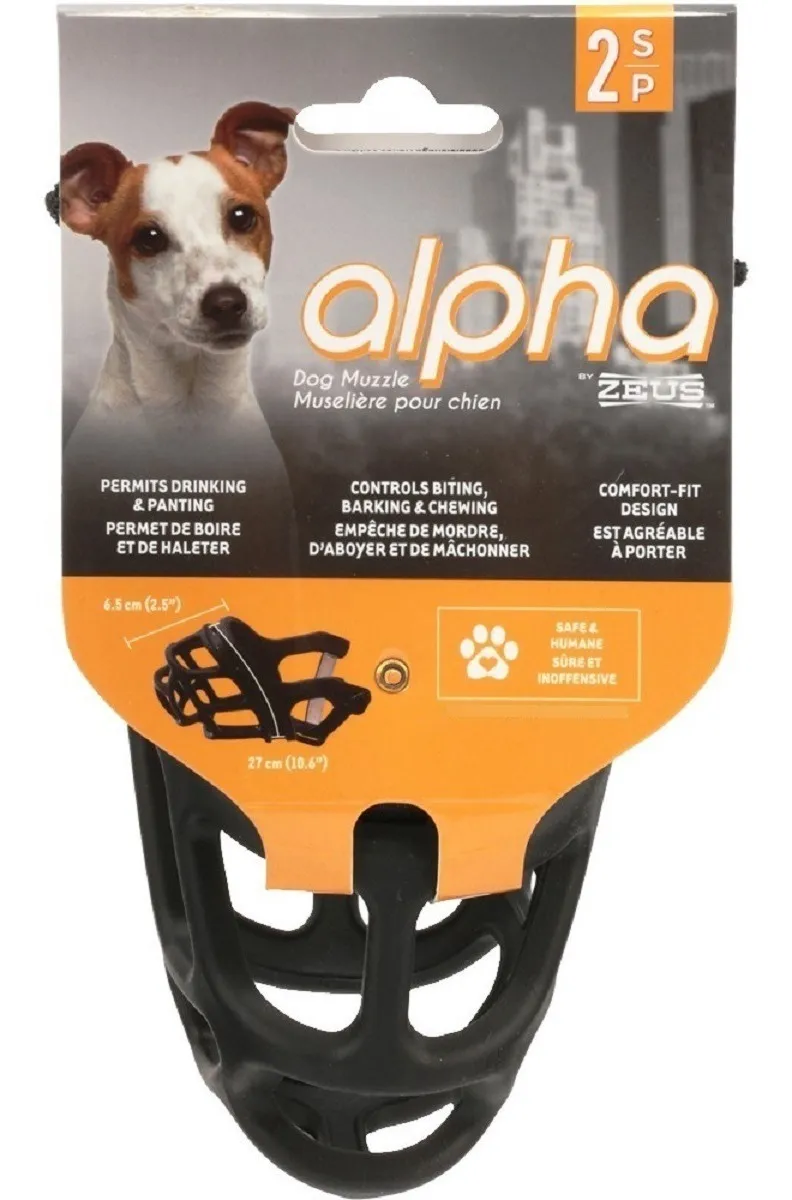 2 S
P
alpha
Dog Muzzle
Muselière pour chien
BY ZEUS™
PERMITS DRINKING
& PANTING
PERMET DE BOIRE
ET DE HALETER
CONTROLS BITING,
BARKING & CHEWING
EMPÊCHE DE MORDRE,
D'ABOYER ET DE MÂCHONNER
COMFORT-FIT
DESIGN
EST AGRÉABLE
À PORTER
6.5 cm (2.5")
27 cm (10.6")
SAFE &
HUMANE
SÛRE ET
INOFFENSIVE